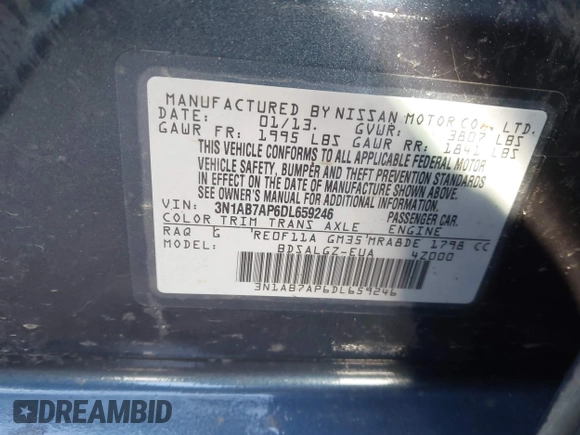 MANUFACTURED BY NISSAN MOTOR CO., LTD.
DATE: 01/13. GVWR: 3807 LBS
GAWR FR: 1995 LBS GAWR RR: 1841 LBS
THIS VEHICLE CONFORMS TO ALL APPLICABLE FEDERAL MOTOR
VEHICLE SAFETY, BUMPER AND THEFT PREVENTION STANDARDS
IN EFFECT ON THE DATE OF MANUFACTURE SHOWN ABOVE.
SEE OWNER'S MANUAL FOR ADDITIONAL INFORMATION
VIN: 3N1AB7AP6DL659246 PASSENGER CAR.
COLOR TRIM TRANS AXLE ENGINE
RAQ G RE0F11A GM35 MRA8DE 1798 CC
MODEL: BDSALGZ-EUA 4Z000
3N1AB7AP6DL659246
DREAMBID